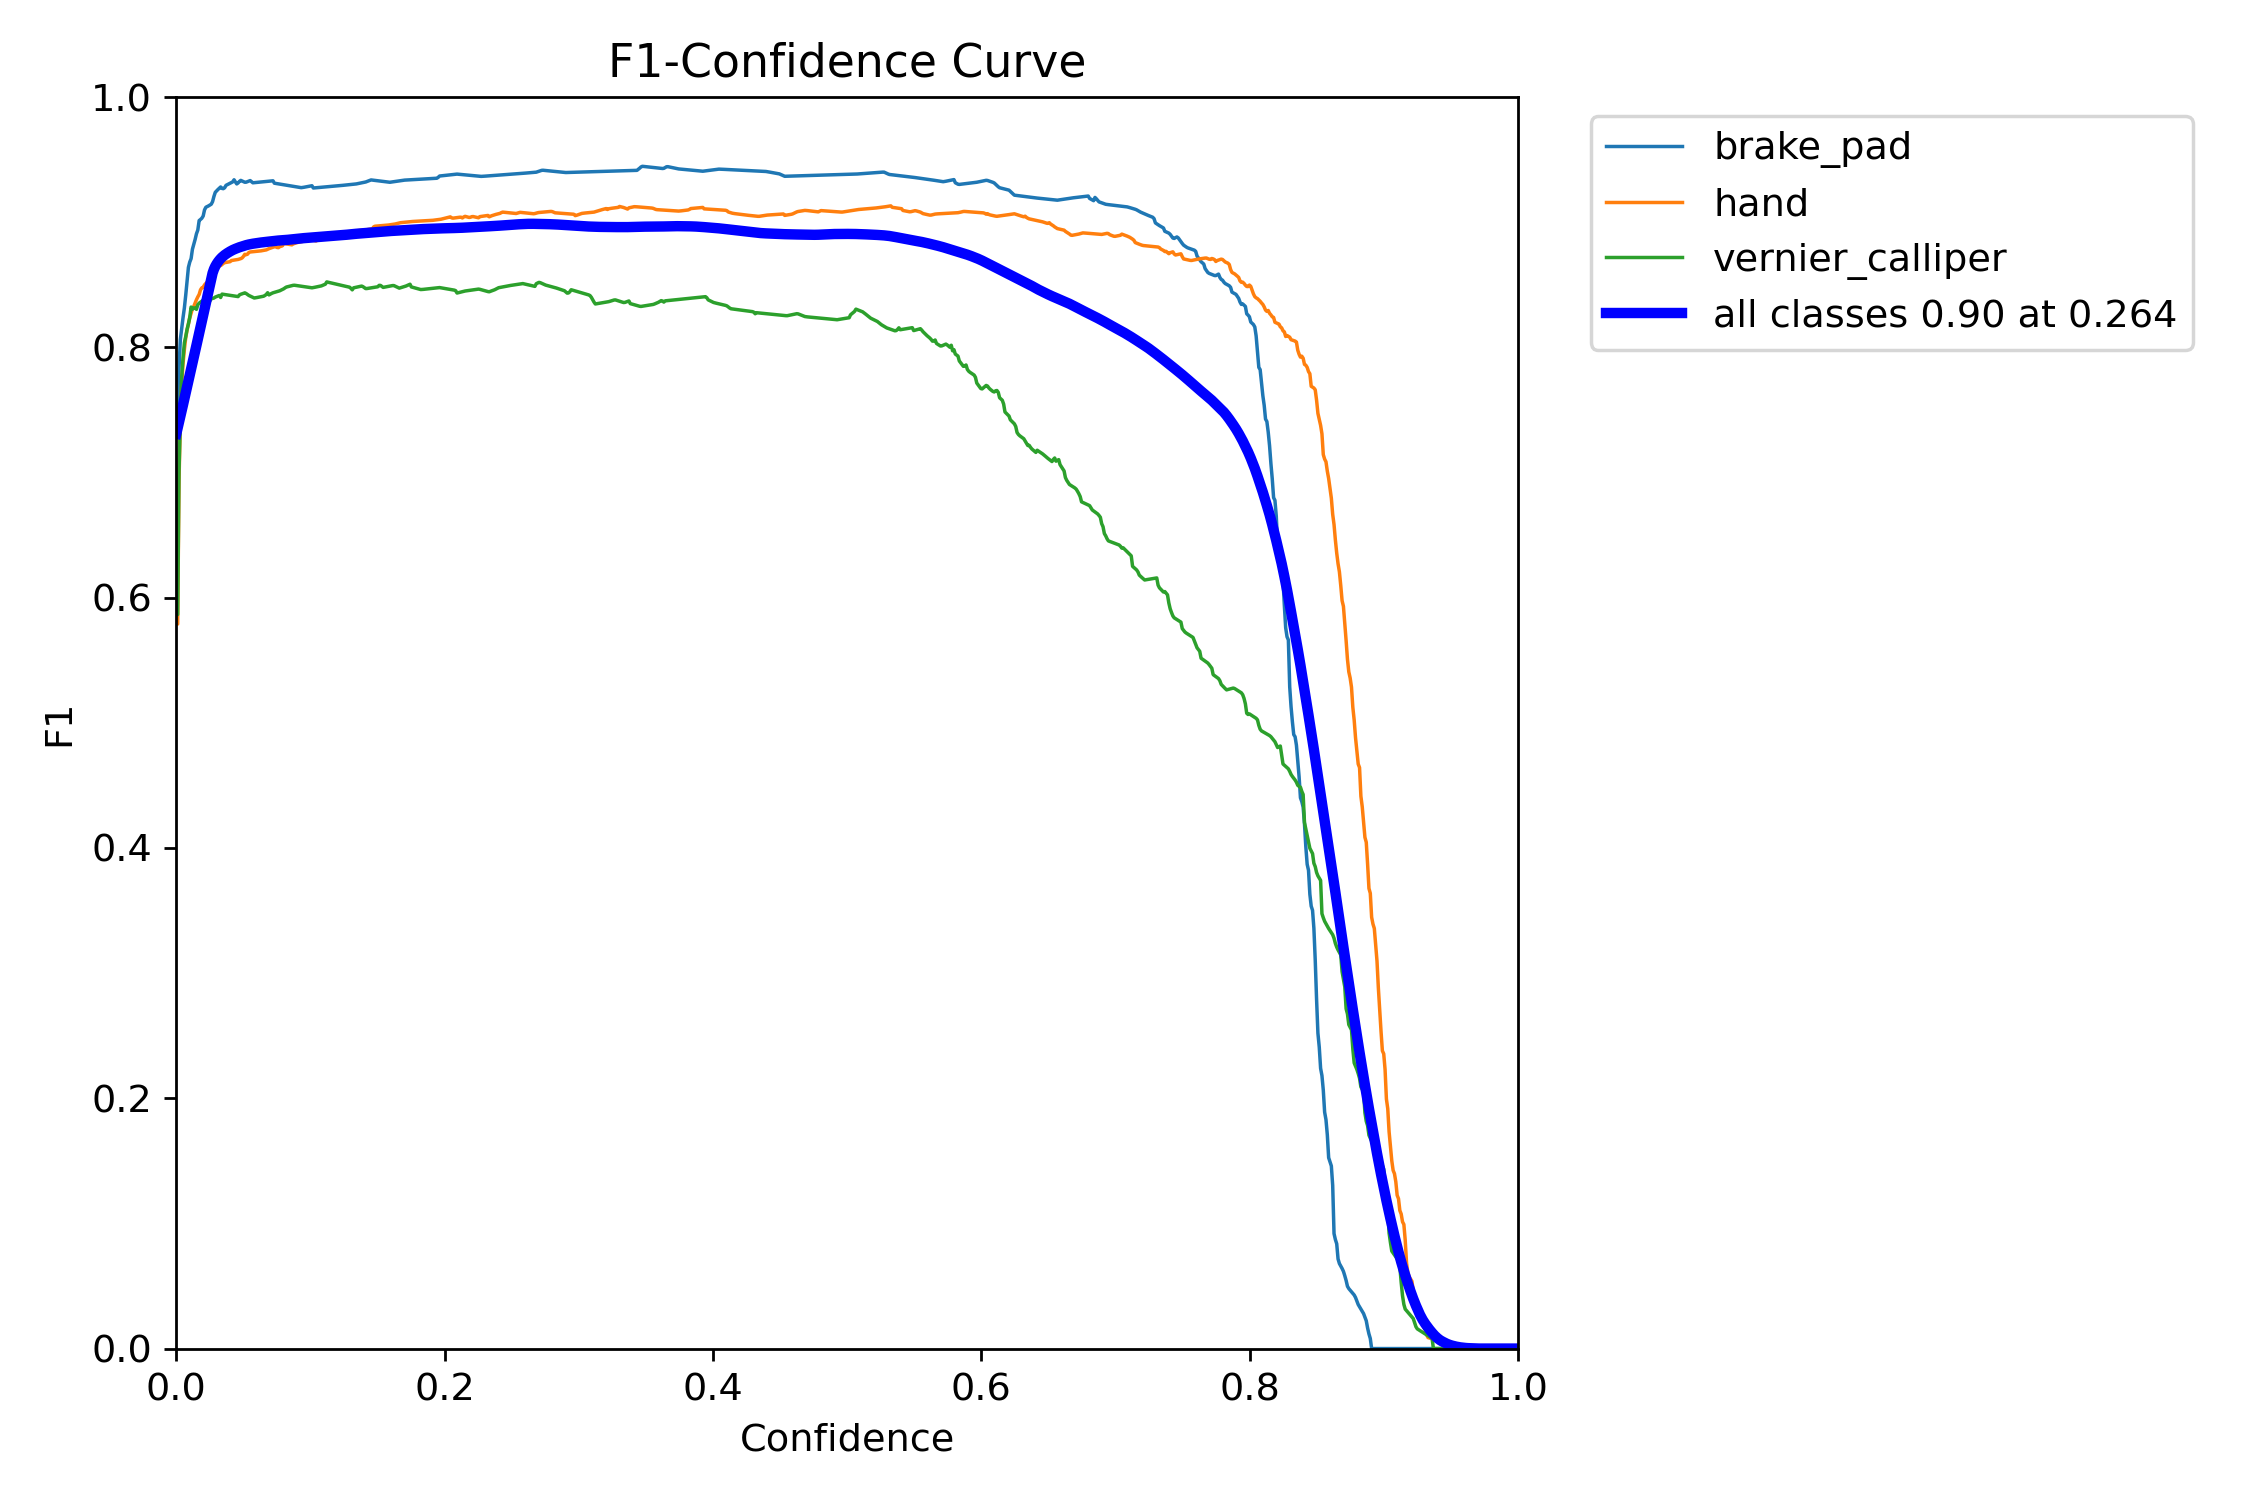 F1-Confidence Curve
1.0
0.8
0.6
0.4
0.2
0.0
F1
0.0 0.2 0.4 0.6 0.8 1.0
Confidence
brake_pad
hand
vernier_calliper
all classes 0.90 at 0.264